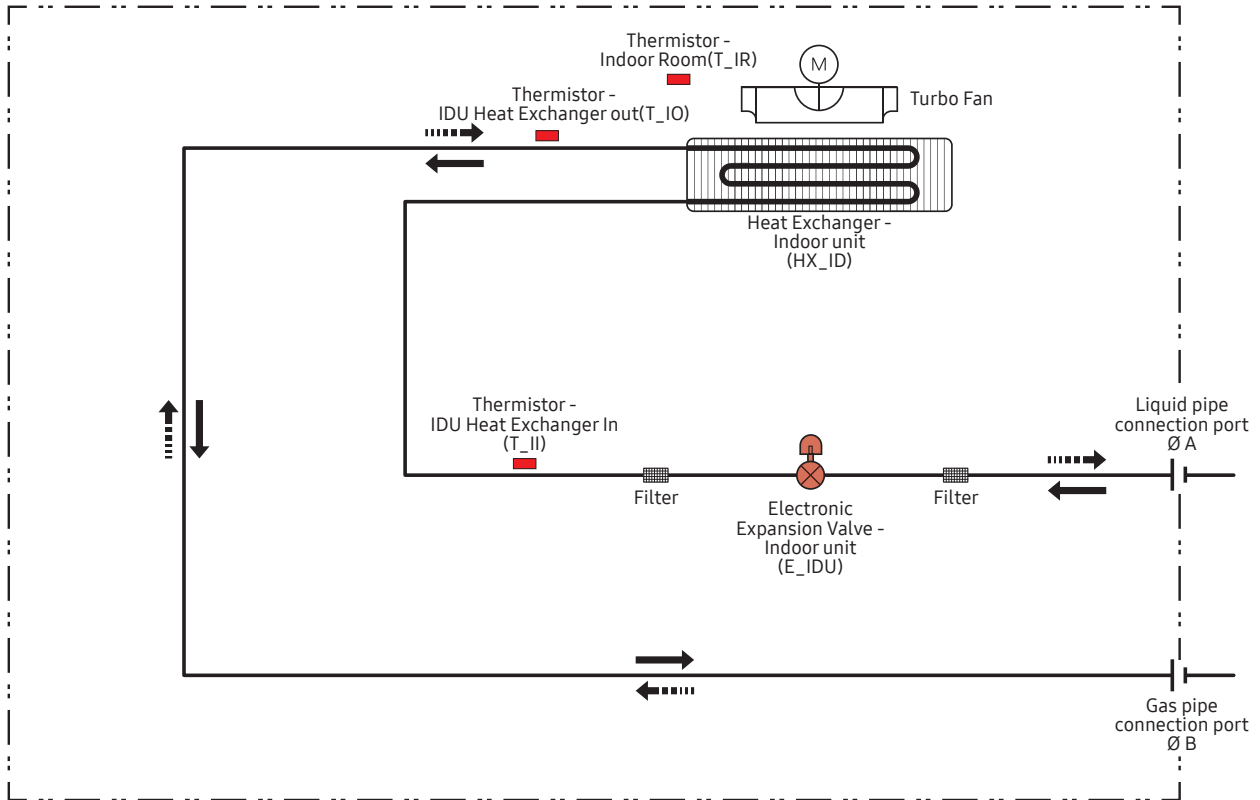 Thermistor -
Indoor Room(T_IR)
M
Turbo Fan
Thermistor -
IDU Heat Exchanger out(T_IO)
Heat Exchanger -
Indoor unit
(HX_ID)
Thermistor -
IDU Heat Exchanger In
(T_II)
Filter
Electronic
Expansion Valve -
Indoor unit
(E_IDU)
Filter
Liquid pipe
connection port
Ø A
Gas pipe
connection port
Ø B